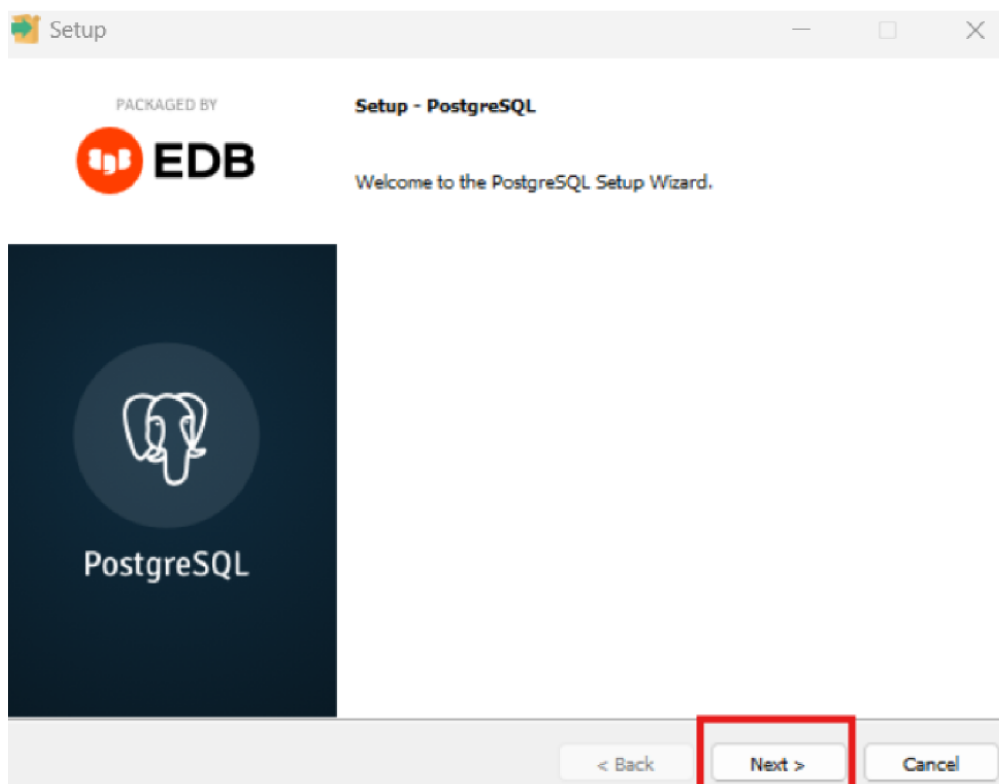 Setup
PACKAGED BY
EDB
Setup - PostgreSQL
Welcome to the PostgreSQL Setup Wizard.
PostgreSQL
< Back
Next >
Cancel